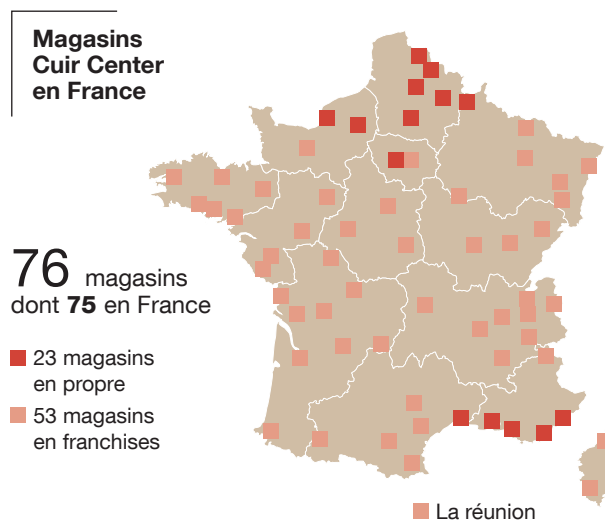 Magasins
Cuir Center
en France
76 magasins
dont 75 en France
23 magasins
en propre
53 magasins
en franchises
La réunion